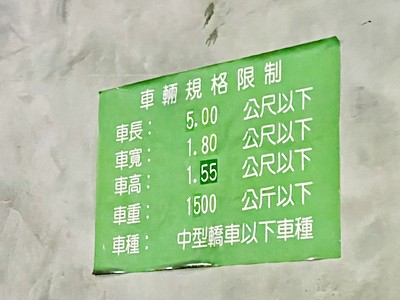 車輛規格限制
車長： 5.00 公尺以下
車寬： 1.80 公尺以下
車高： 1.55 公尺以下
車重： 1500 公斤以下
車種： 中型轎車以下車種